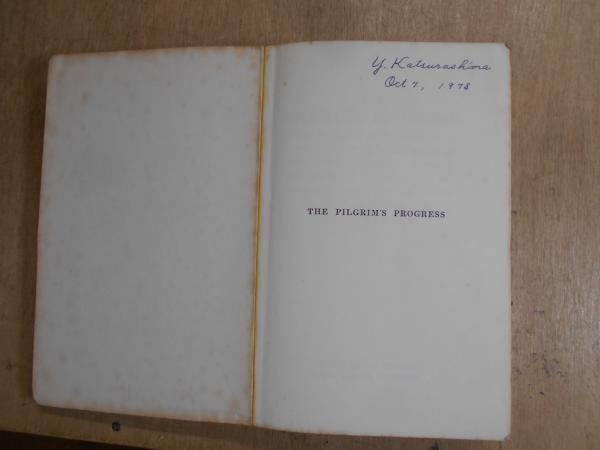 Y. Katsurashima
Oct 7, 1978
THE PILGRIM'S PROGRESS